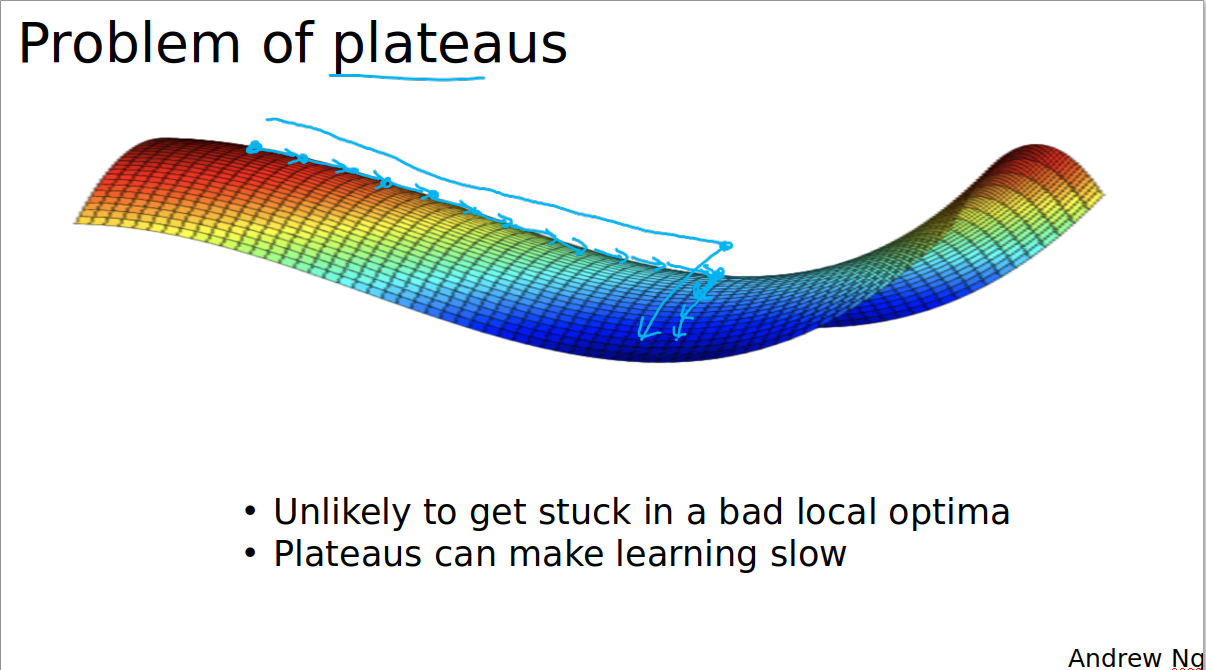 Problem of plateaus
• Unlikely to get stuck in a bad local optima
• Plateaus can make learning slow
Andrew Ng